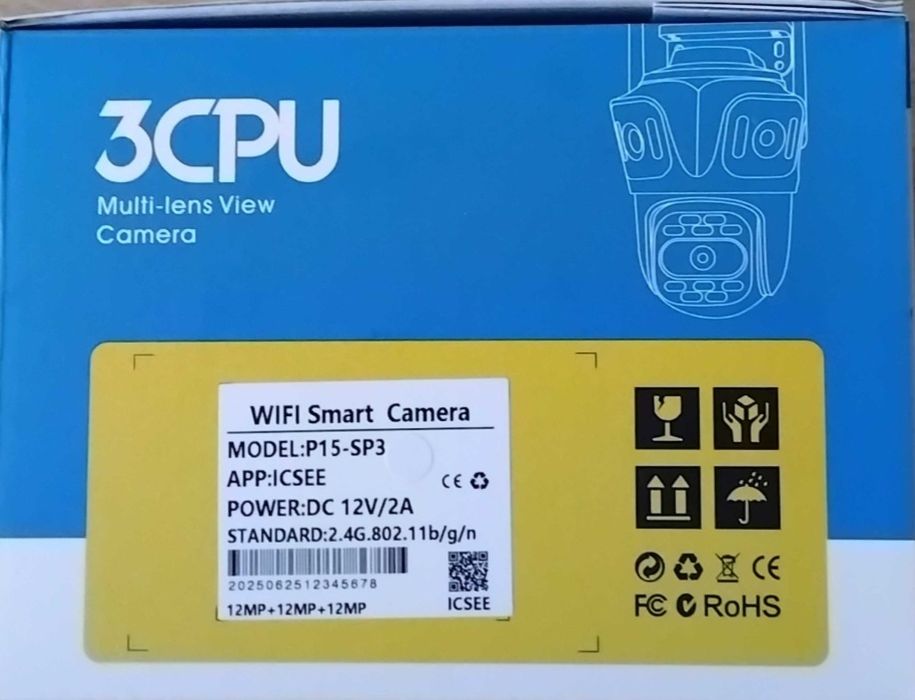 3CPU
Multi-lens View
Camera
WIFI Smart Camera
MODEL:P15-SP3
APP:ICSEE
CE
POWER:DC 12V/2A
STANDARD:2.4G.802.11b/g/n
2025062512345678
12MP+12MP+12MP
ICSEE
CE
FC RoHS